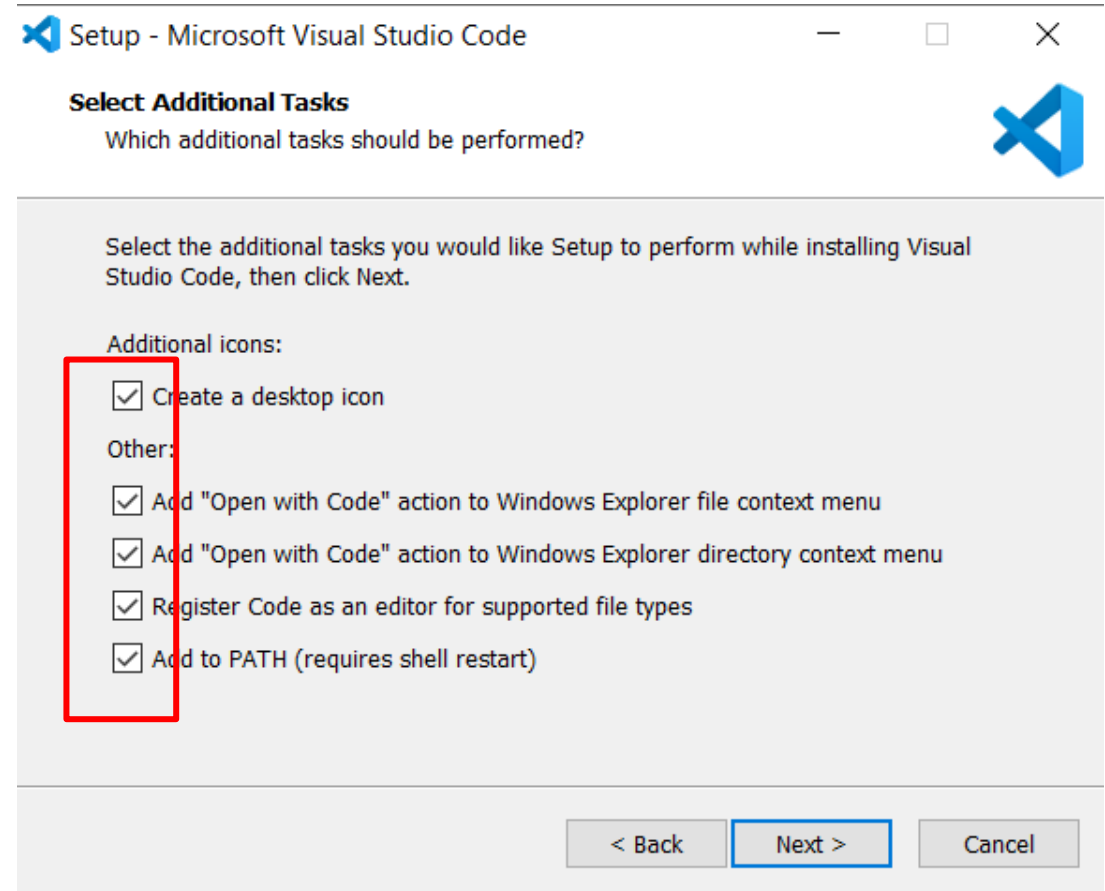 Setup - Microsoft Visual Studio Code
Select Additional Tasks
Which additional tasks should be performed?
Select the additional tasks you would like Setup to perform while installing Visual
Studio Code, then click Next.
Additional icons:
Create a desktop icon
Other:
Add "Open with Code" action to Windows Explorer file context menu
Add "Open with Code" action to Windows Explorer directory context menu
Register Code as an editor for supported file types
Add to PATH (requires shell restart)
< Back Next > Cancel